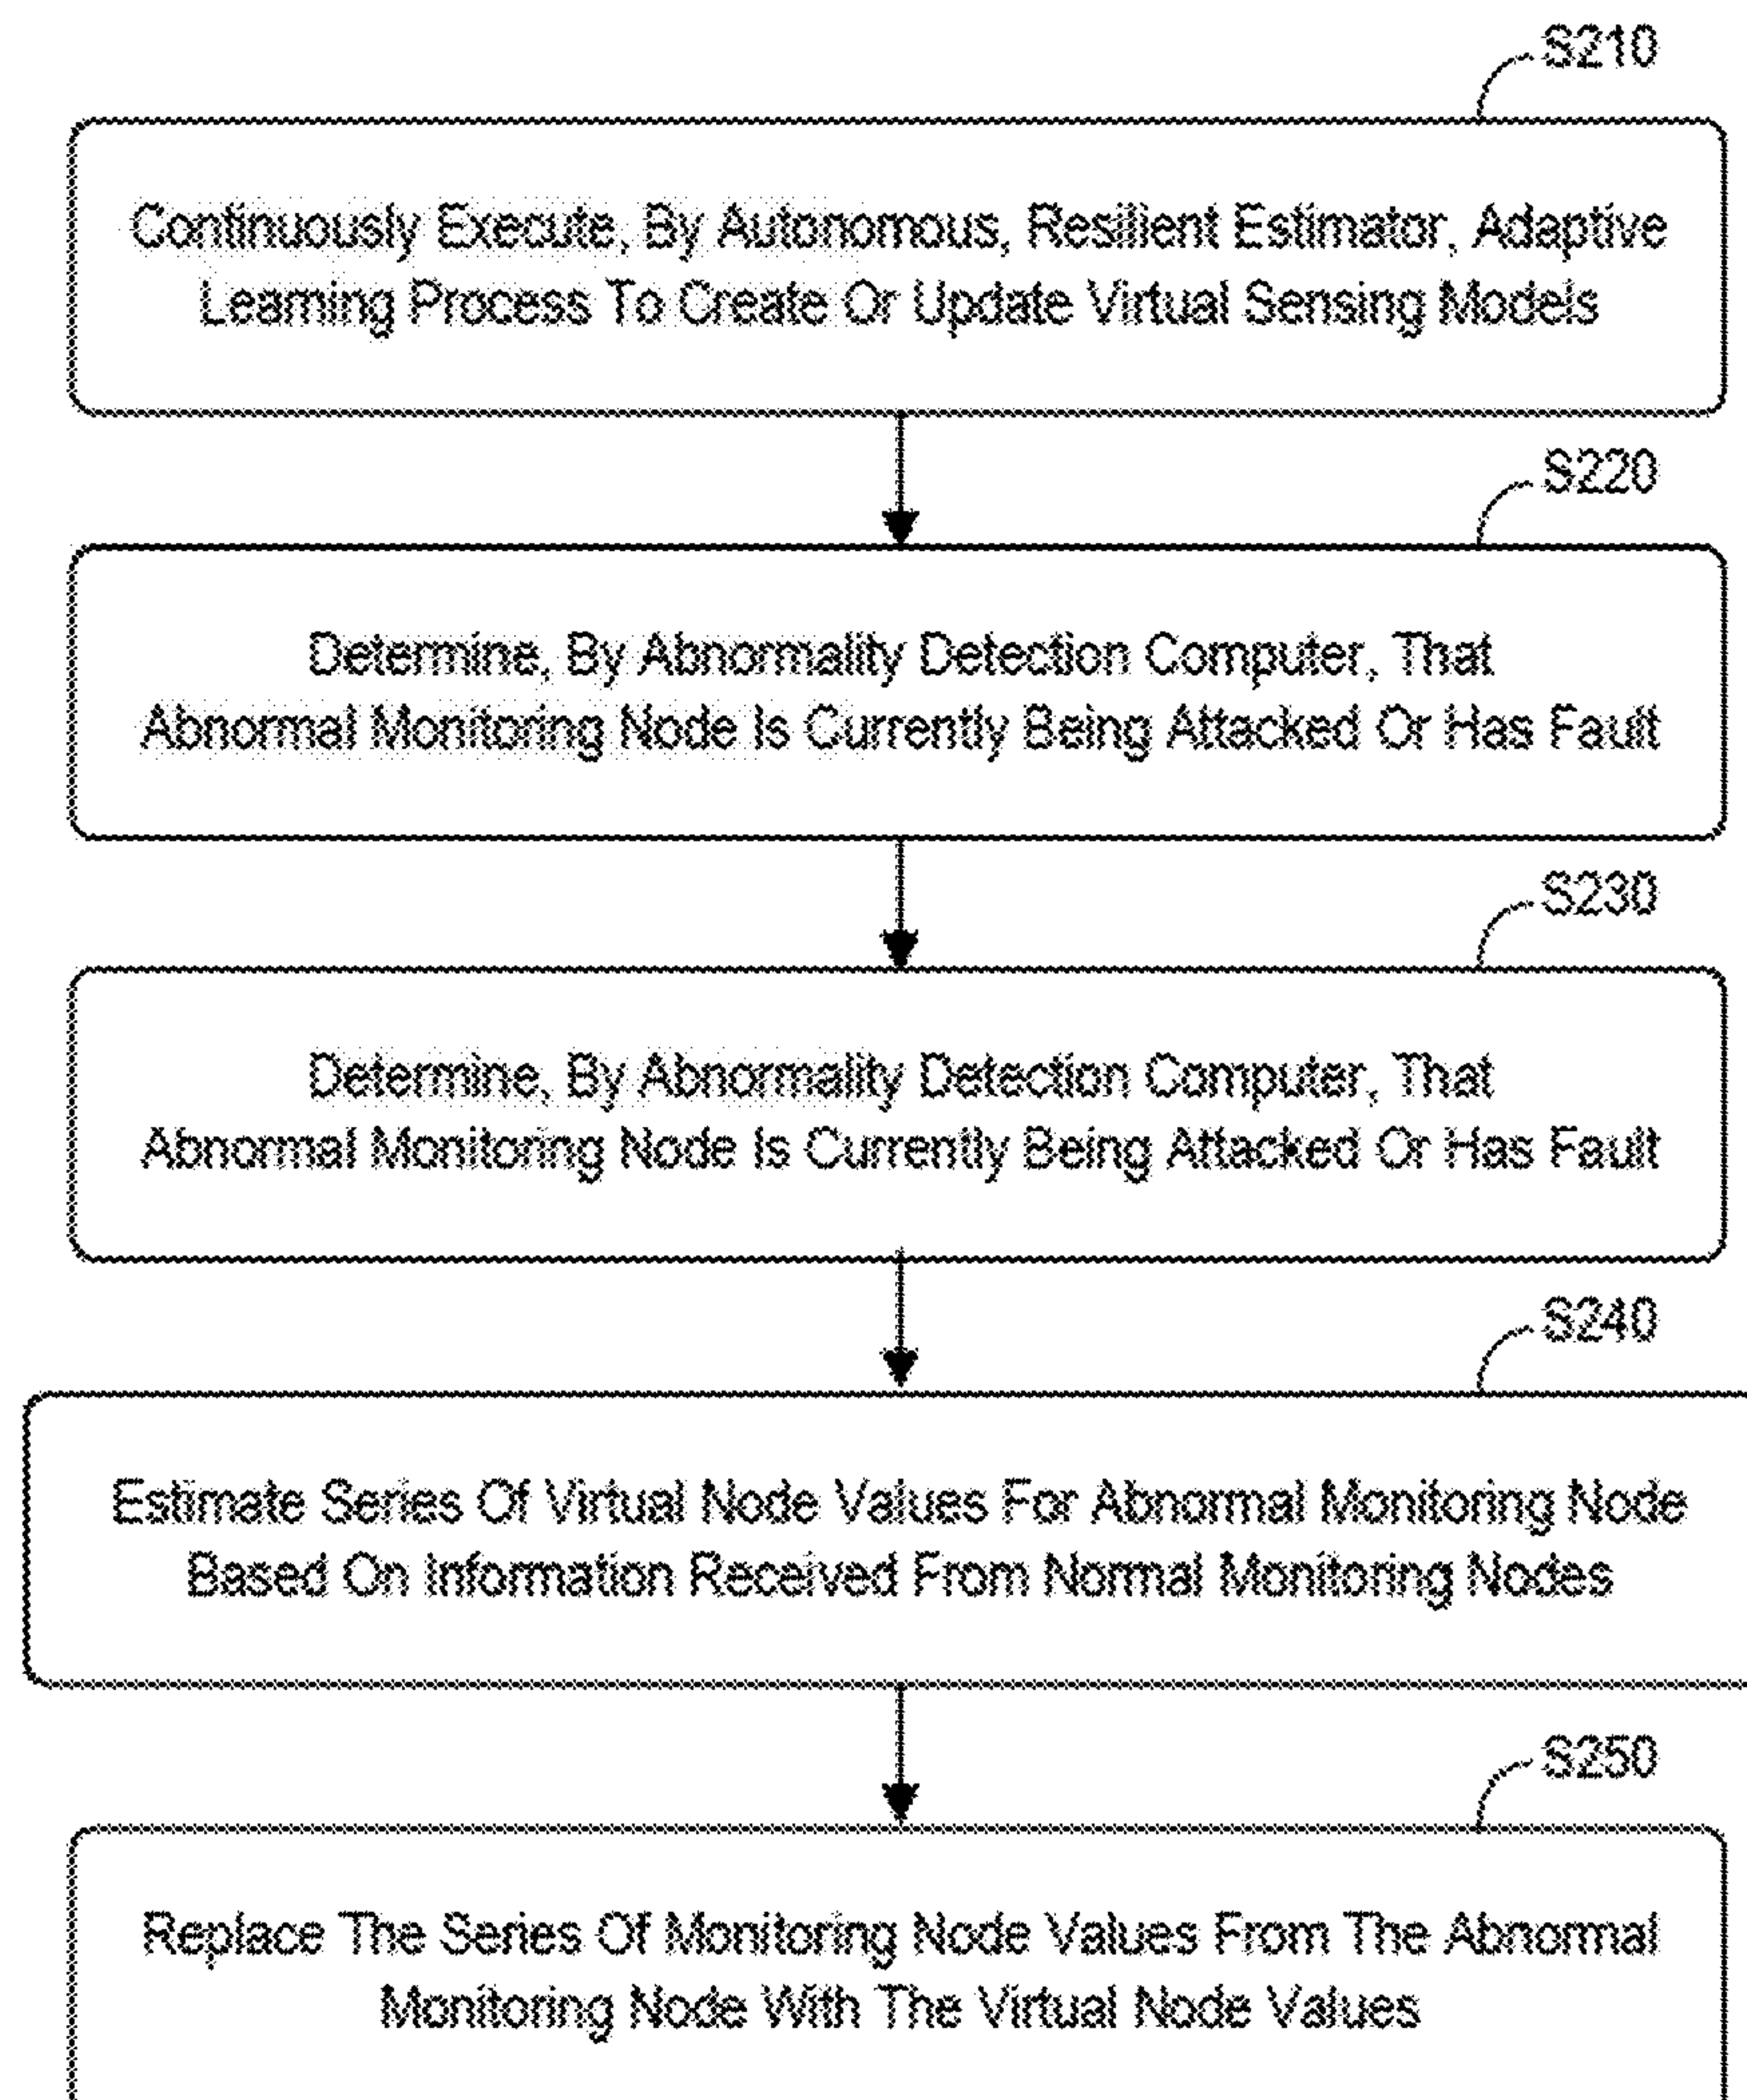 S210
Continuously Execute, By Autonomous, Resilient Estimator, Adaptive
Learning Process To Create Or Update Virtual Sensing Models
S220
Determine, By Abnormality Detection Computer, That
Abnormal Monitoring Node Is Currently Being Attacked Or Has Fault
S230
Determine, By Abnormality Detection Computer, That
Abnormal Monitoring Node Is Currently Being Attacked Or Has Fault
S240
Estimate Series Of Virtual Node Values For Abnormal Monitoring Node
Based On Information Received From Normal Monitoring Nodes
S250
Replace The Series Of Monitoring Node Values From The Abnormal
Monitoring Node With The Virtual Node Values